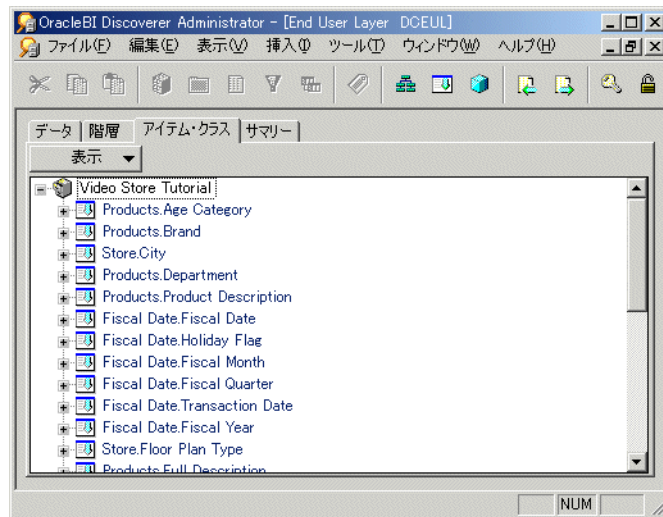 OracleBI Discoverer Administrator - [End User Layer DCEUL]
ファイル(F) 編集(E) 表示(V) 挿入(I) ツール(T) ウィンドウ(W) ヘルプ(H)
データ 階層 アイテム・クラス サマリー
表示
Video Store Tutorial
Products.Age Category
Products.Brand
Store.City
Products.Department
Products.Product Description
Fiscal Date.Fiscal Date
Fiscal Date.Holiday Flag
Fiscal Date.Fiscal Month
Fiscal Date.Fiscal Quarter
Fiscal Date.Transaction Date
Fiscal Date.Fiscal Year
Store.Floor Plan Type
Products.Full Description
NUM